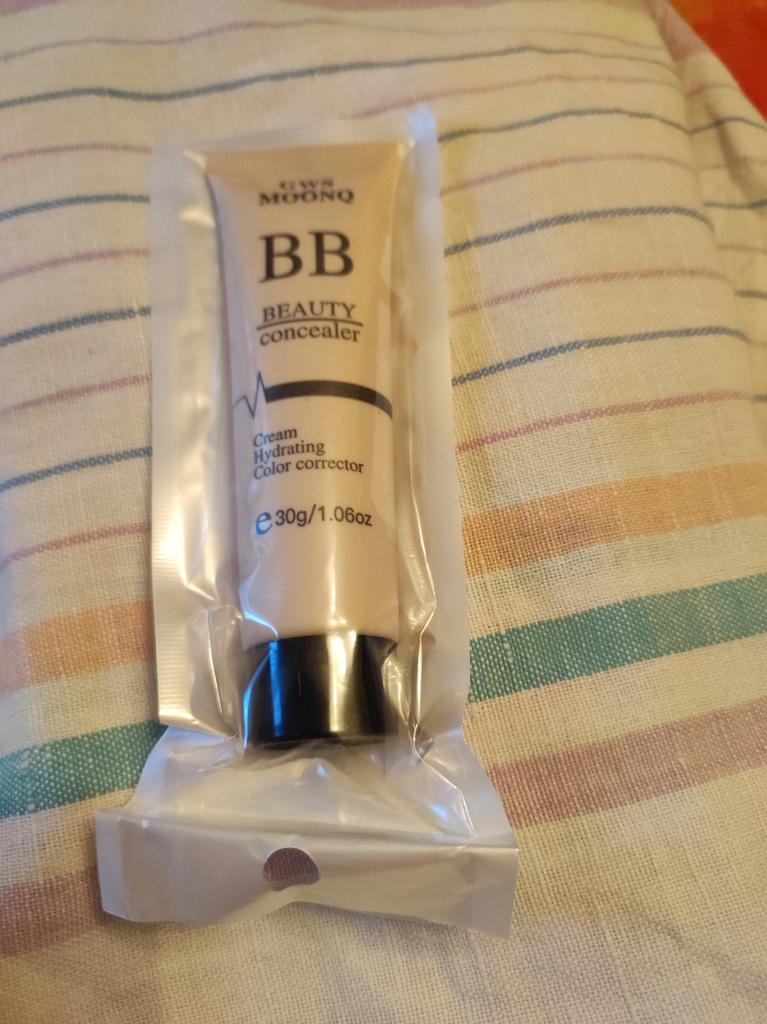 GWS
MOONQ
BB
BEAUTY
concealer
Cream
Hydrating
Color corrector
e 30g/1.06oz